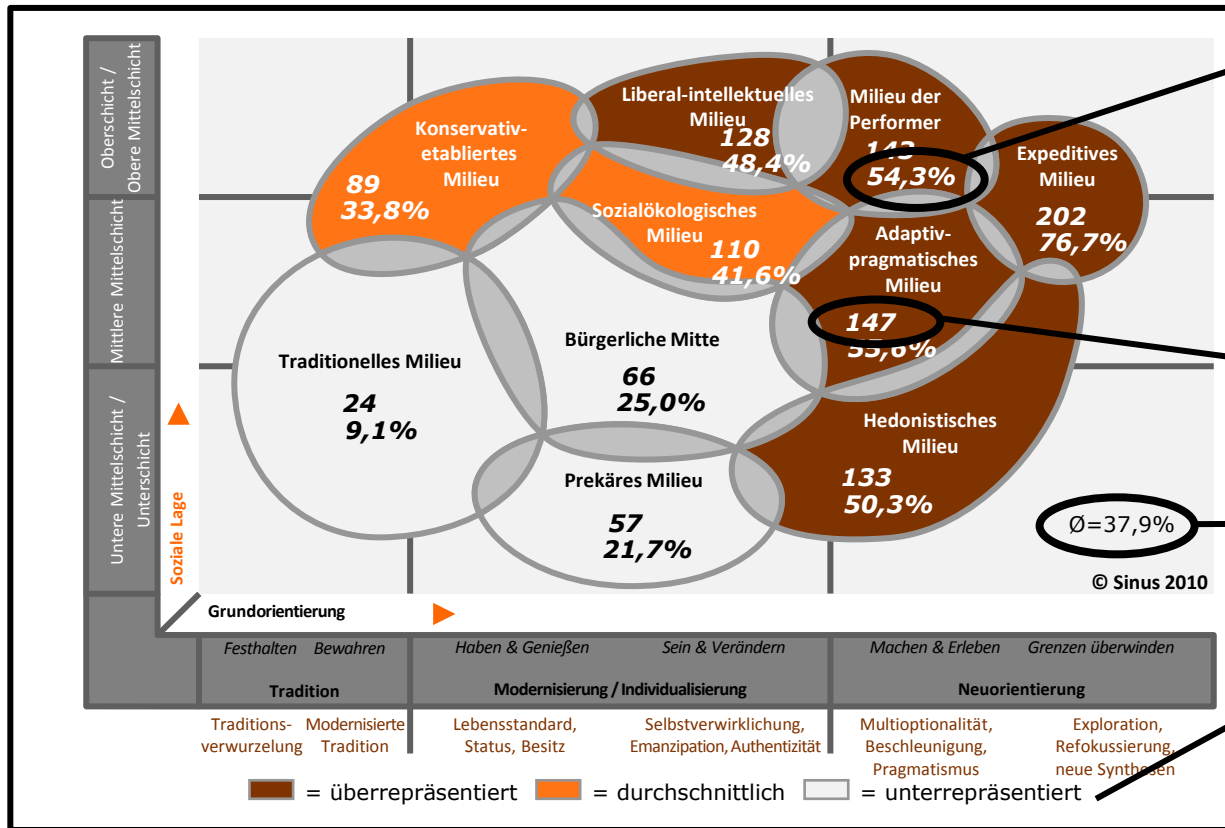 Oberschicht /
Obere Mittelschicht
Mittlere Mittelschicht
Untere Mittelschicht /
Unterschicht
Soziale Lage
Konservativ-
etabliertes
Milieu
89
33,8%
Liberal-intellektuelles
Milieu
128
48,4%
Milieu der
Performer
143
54,3%
Expeditives
Milieu
202
76,7%
Sozialökologisches
Milieu
110
41,6%
Adaptiv-
pragmatisches
Milieu
147
55,6%
Traditionelles Milieu
24
9,1%
Bürgerliche Mitte
66
25,0%
Hedonistisches
Milieu
133
50,3%
Prekäres Milieu
57
21,7%
Ø=37,9%
© Sinus 2010
Grundorientierung
Festhalten Bewahren
Haben & Genießen Sein & Verändern
Machen & Erleben Grenzen überwinden
Tradition
Modernisierung / Individualisierung
Neuorientierung
Traditions-
verwurzelung
Modernisierte
Tradition
Lebensstandard,
Status, Besitz
Selbstverwirklichung,
Emanzipation, Authentizität
Multioptionalität,
Beschleunigung,
Pragmatismus
Exploration,
Refokussierung,
neue Synthesen
= überrepräsentiert = durchschnittlich = unterrepräsentiert